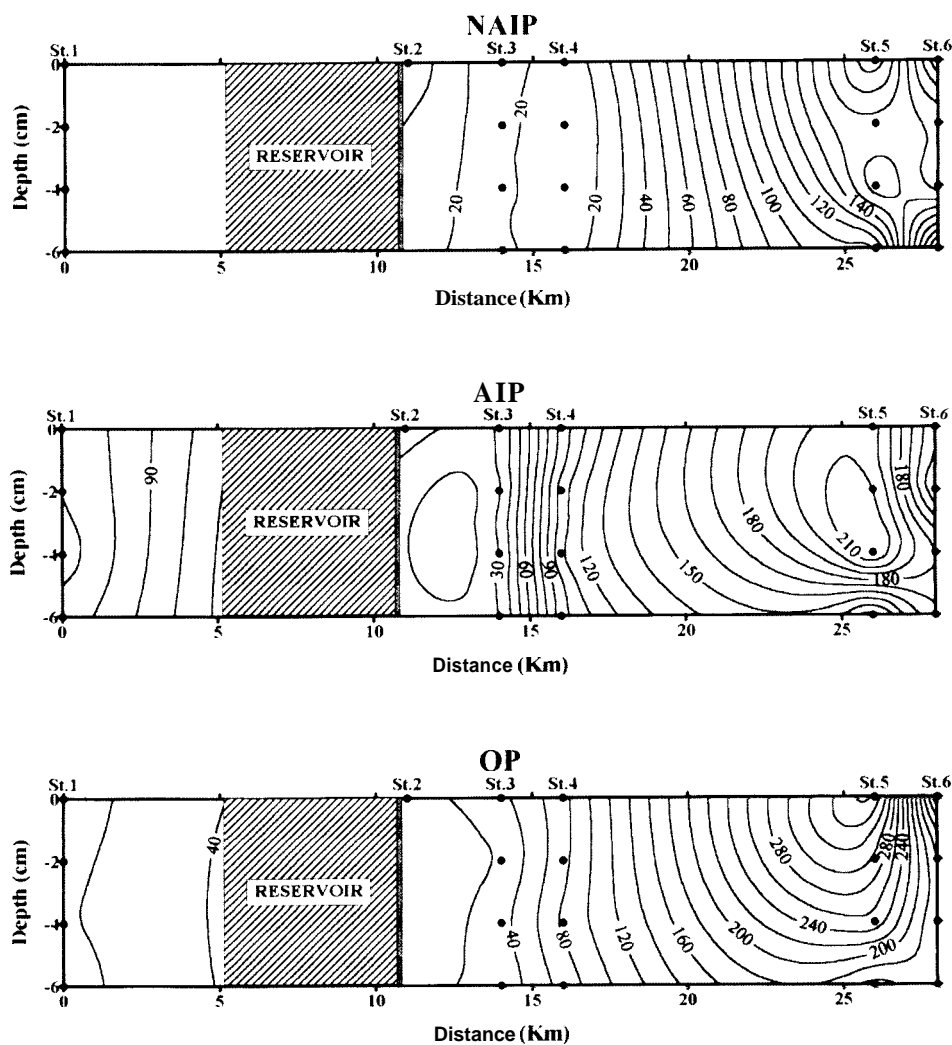 NAIP
St.1 St.2 St.3 St.4 St.5 St.6
0
-2
-4
-6
Depth (cm)
RESERVOIR
20
20
20
40
60
80
100
120
140
0 5 10 15 20 25
Distance (Km)
AIP
St.1 St.2 St.3 St.4 St.5 St.6
0
-2
-4
-6
Depth (cm)
90
RESERVOIR
30
60
90
120
150
180
210
180
180
0 5 10 15 20 25
Distance (Km)
OP
St.1 St.2 St.3 St.4 St.5 St.6
0
-2
-4
-6
Depth (cm)
40
RESERVOIR
40
80
120
160
200
240
280
280
240
200
0 5 10 15 20 25
Distance (Km)